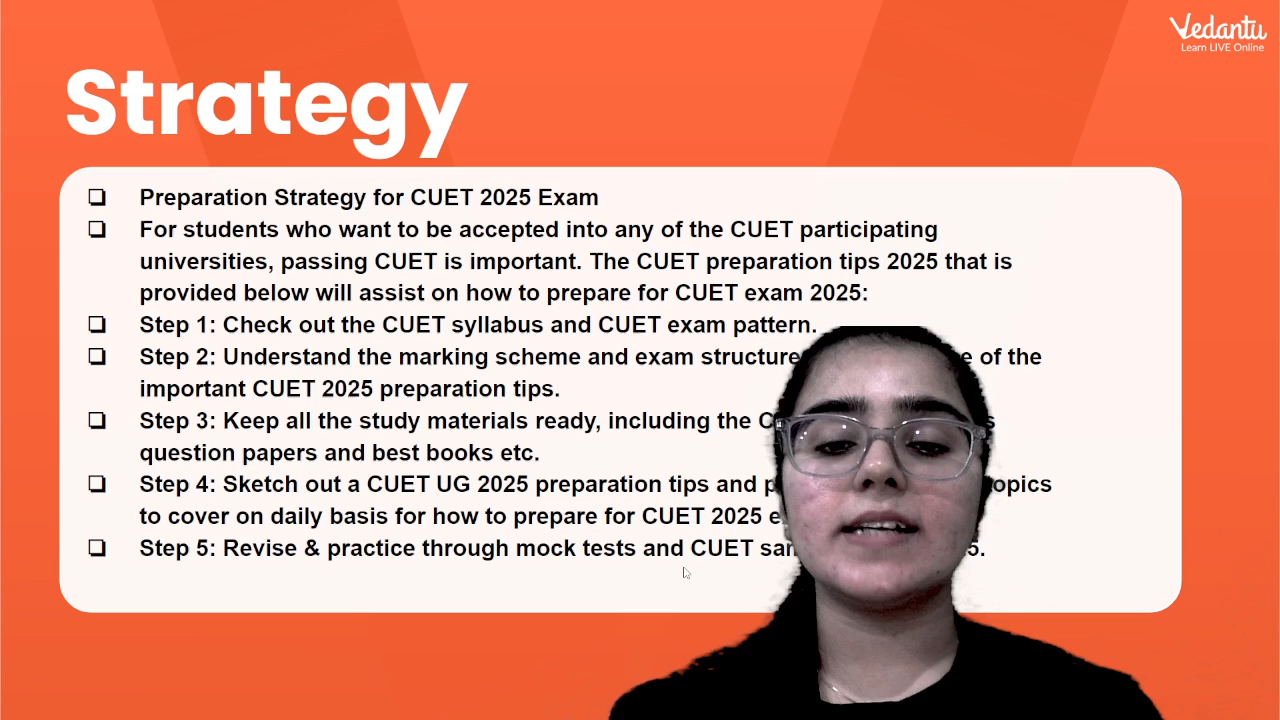 Vedantu
Learn LIVE Online
Strategy
Preparation Strategy for CUET 2025 Exam
For students who want to be accepted into any of the CUET participating
universities, passing CUET is important. The CUET preparation tips 2025 that is
provided below will assist on how to prepare for CUET exam 2025:
Step 1: Check out the CUET syllabus and CUET exam pattern.
Step 2: Understand the marking scheme and exam structure of the
important CUET 2025 preparation tips.
Step 3: Keep all the study materials ready, including the
question papers and best books etc.
Step 4: Sketch out a CUET UG 2025 preparation tips and
to cover on daily basis for how to prepare for CUET 2025
Step 5: Revise & practice through mock tests and CUET